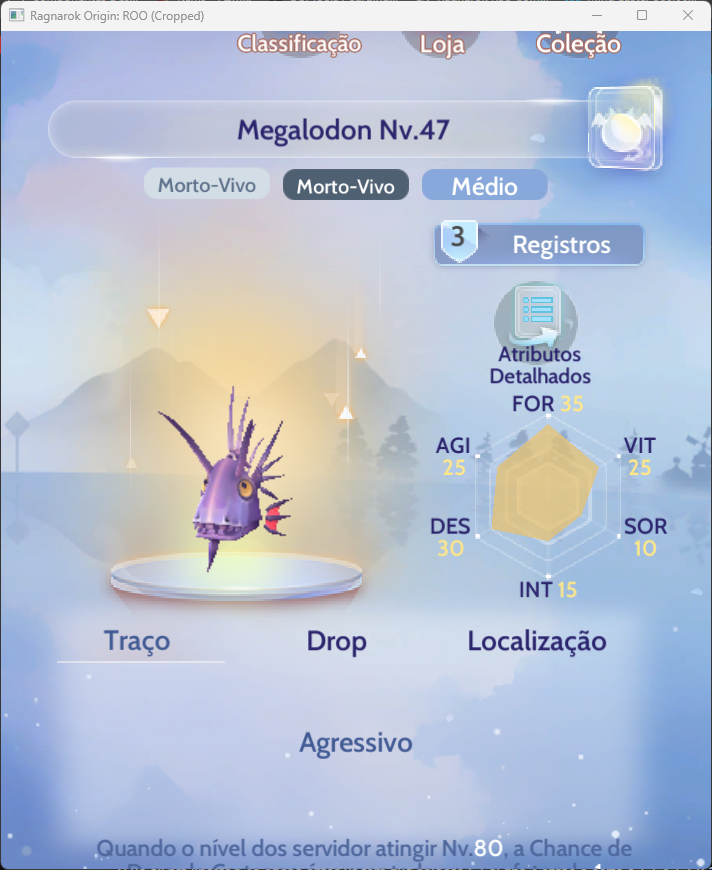 Ragnarok Origin: ROO (Cropped)
Classificação Loja Coleção
Megalodon Nv.47
Morto-Vivo Morto-Vivo Médio
3 Registros
Atributos
Detalhados
FOR 35
AGI
25
VIT
25
DES
30
SOR
10
INT 15
Traço Drop Localização
Agressivo
Quando o nível dos servidor atingir Nv.80, a Chance de